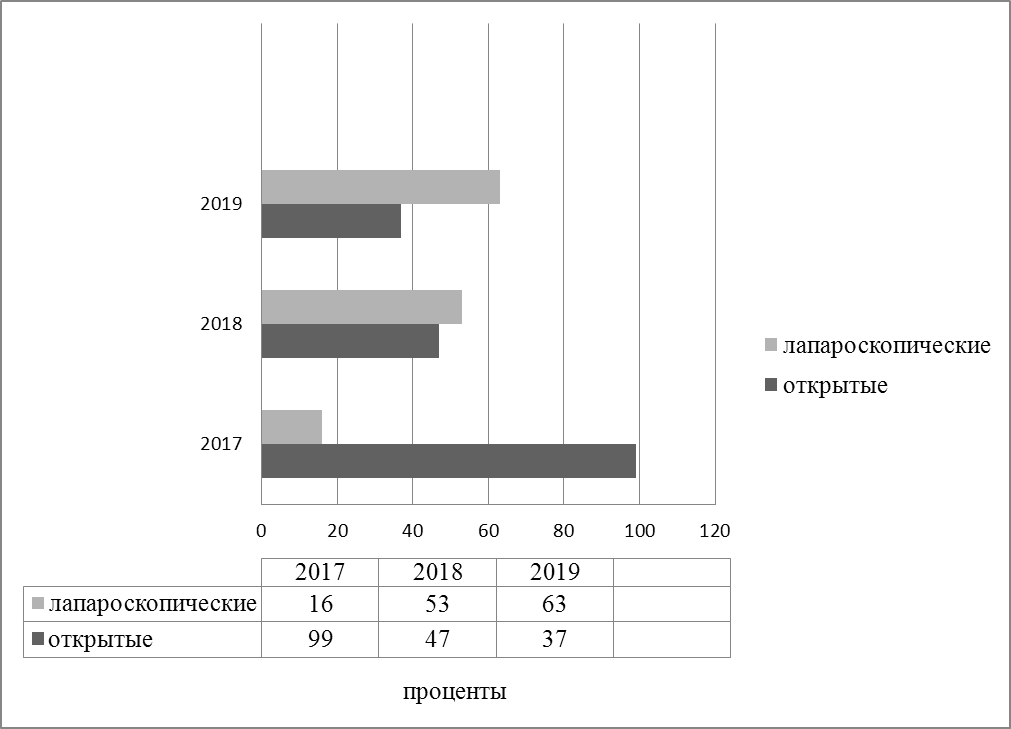 2019
2018
2017
лапароскопические
открытые
0 20 40 60 80 100 120
2017 2018 2019
лапароскопические 16 53 63
открытые 99 47 37
проценты